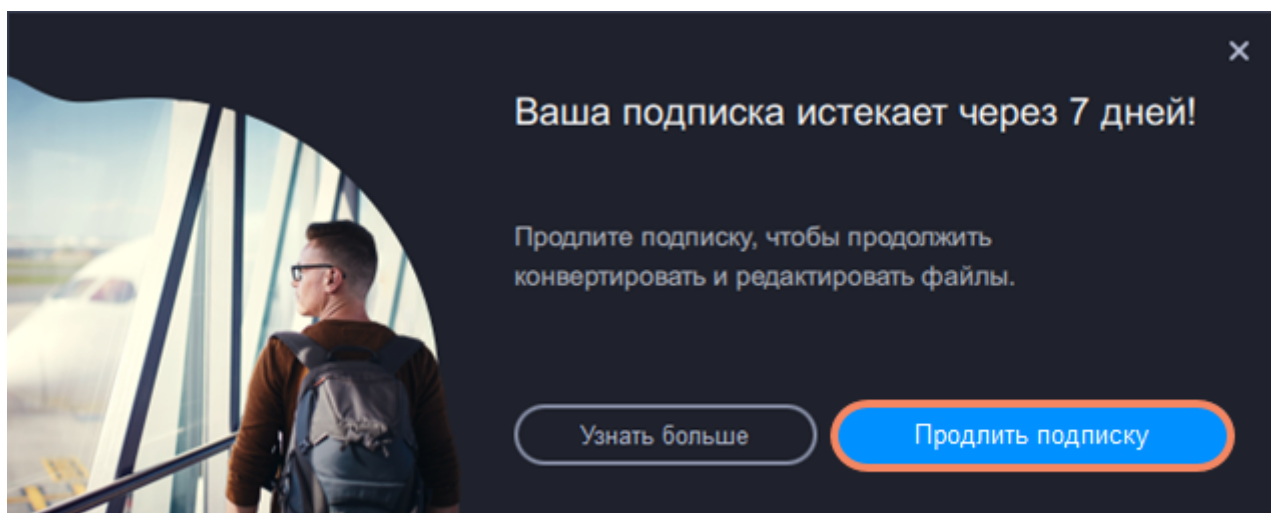 Ваша подписка истекает через 7 дней!
Продлите подписку, чтобы продолжить
конвертировать и редактировать файлы.
Узнать больше
Продлить подписку